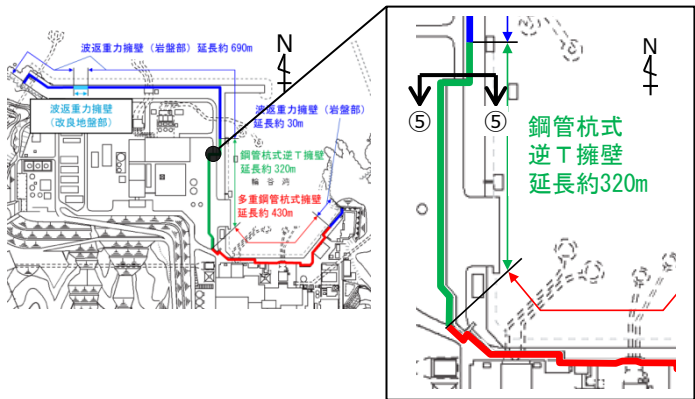 波返重力擁壁（岩盤部）延長約690m
N
波返重力擁壁
（改良地盤部）
波返重力擁壁（岩盤部）
延長約30m
鋼管杭式逆Ｔ擁壁
延長約320m
輪谷湾
多重鋼管杭式擁壁
延長約430m
N
⑤
⑤
鋼管杭式
逆Ｔ擁壁
延長約320m